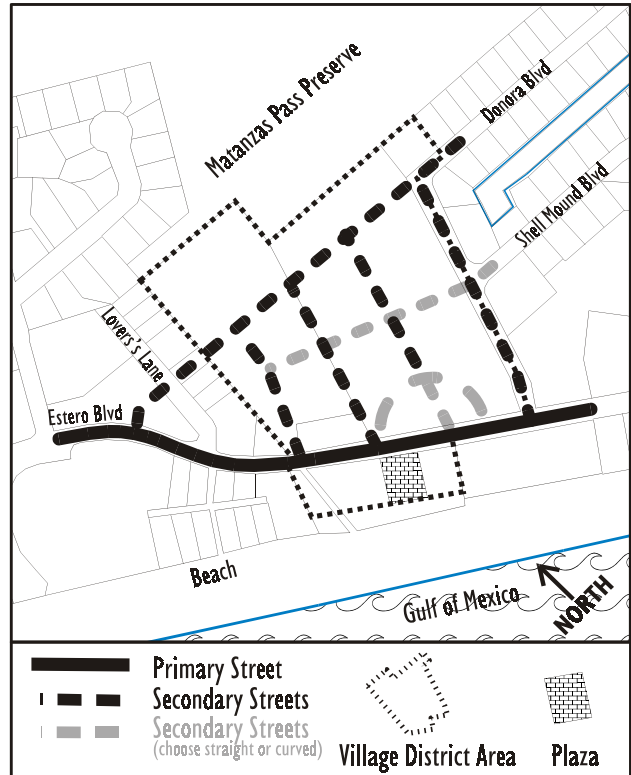 Matanzas Pass Preserve
Donora Blvd
Shell Mound Blvd
Lovers's Lane
Estero Blvd
Beach
Gulf of Mexico
NORTH
Primary Street
Secondary Streets
Secondary Streets
(choose straight or curved)
Village District Area
Plaza